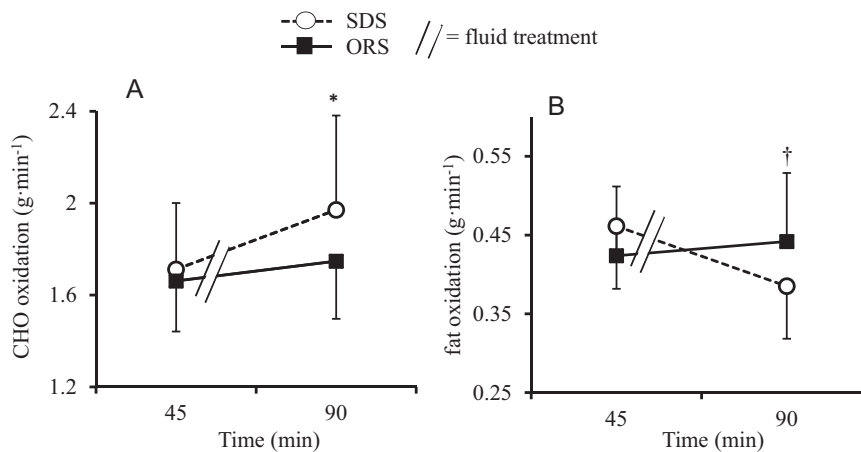 SDS
ORS
// = fluid treatment
A
*
2.4
2
1.6
1.2
CHO oxidation (g·min⁻¹)
45
90
Time (min)
B
†
0.55
0.45
0.35
0.25
fat oxidation (g·min⁻¹)
45
90
Time (min)